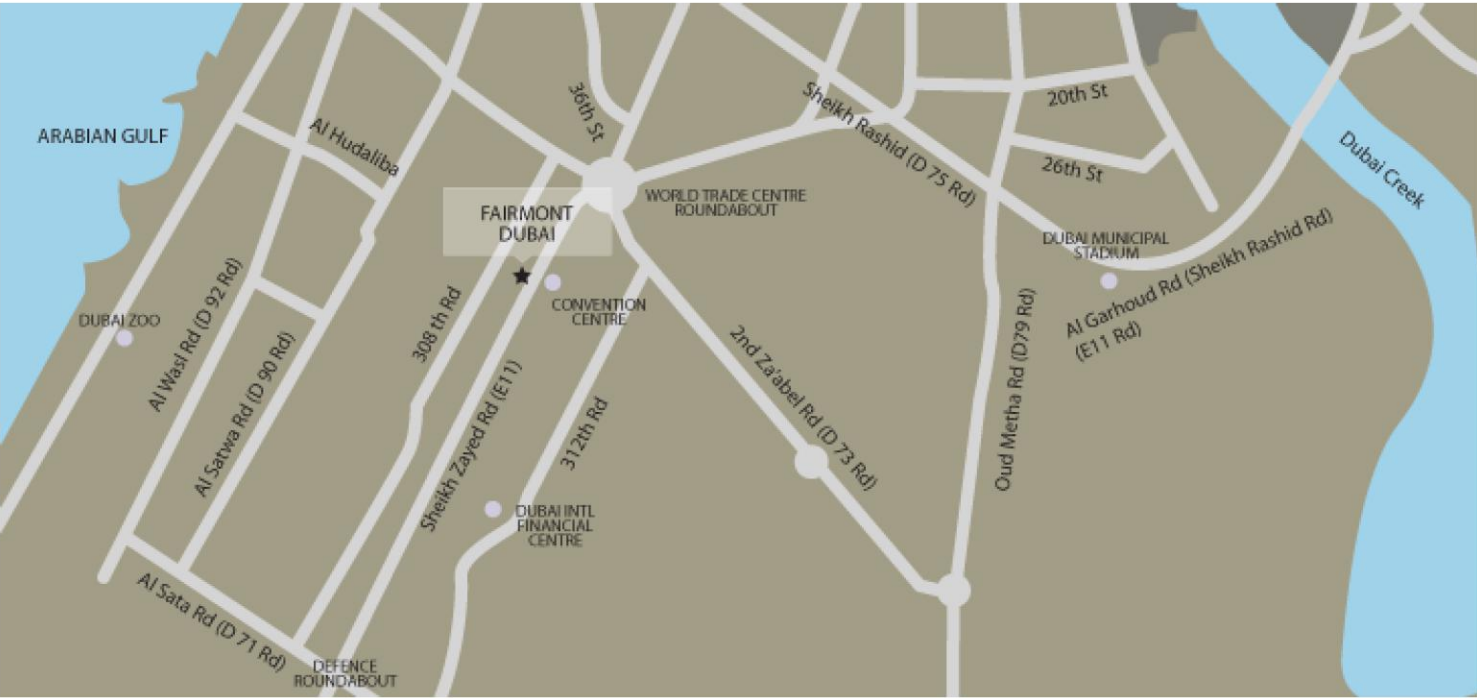 36th St
Sheikh Rashid (D 75 Rd)
20th St
ARABIAN GULF
Al Hudaliba
26th St
Dubai Creek
FAIRMONT
DUBAI
WORLD TRADE CENTRE
ROUNDABOUT
DUBAI MUNICIPAL
STADIUM
Al Garhoud Rd (Sheikh Rashid Rd)
(E11 Rd)
DUBAI ZOO
Al Wasl Rd (D 92 Rd)
Al Satwa Rd (D 90 Rd)
308 th Rd
CONVENTION
CENTRE
Sheikh Zayed Rd (E11)
312th Rd
2nd Za'abel Rd (D 73 Rd)
Oud Metha Rd (D79 Rd)
DUBAI INTL
FINANCIAL
CENTRE
Al Sata Rd (D 71 Rd)
DEFENCE
ROUNDABOUT